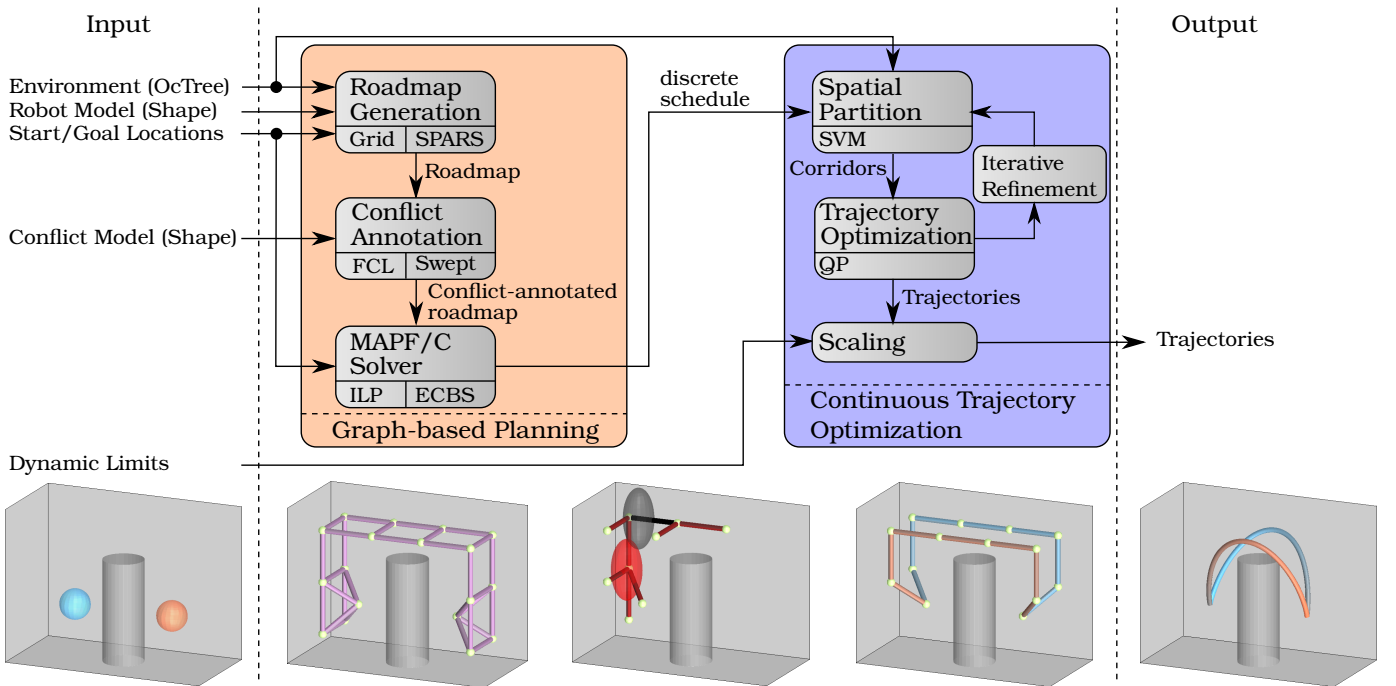 Input
Output
Environment (OcTree)
Robot Model (Shape)
Start/Goal Locations
Conflict Model (Shape)
Dynamic Limits
Roadmap
Generation
Grid
SPARS
Roadmap
Conflict
Annotation
FCL
Swept
Conflict-annotated
roadmap
MAPF/C
Solver
ILP
ECBS
Graph-based Planning
discrete
schedule
Spatial
Partition
SVM
Corridors
Iterative
Refinement
Trajectory
Optimization
QP
Trajectories
Scaling
Continuous Trajectory
Optimization
Trajectories